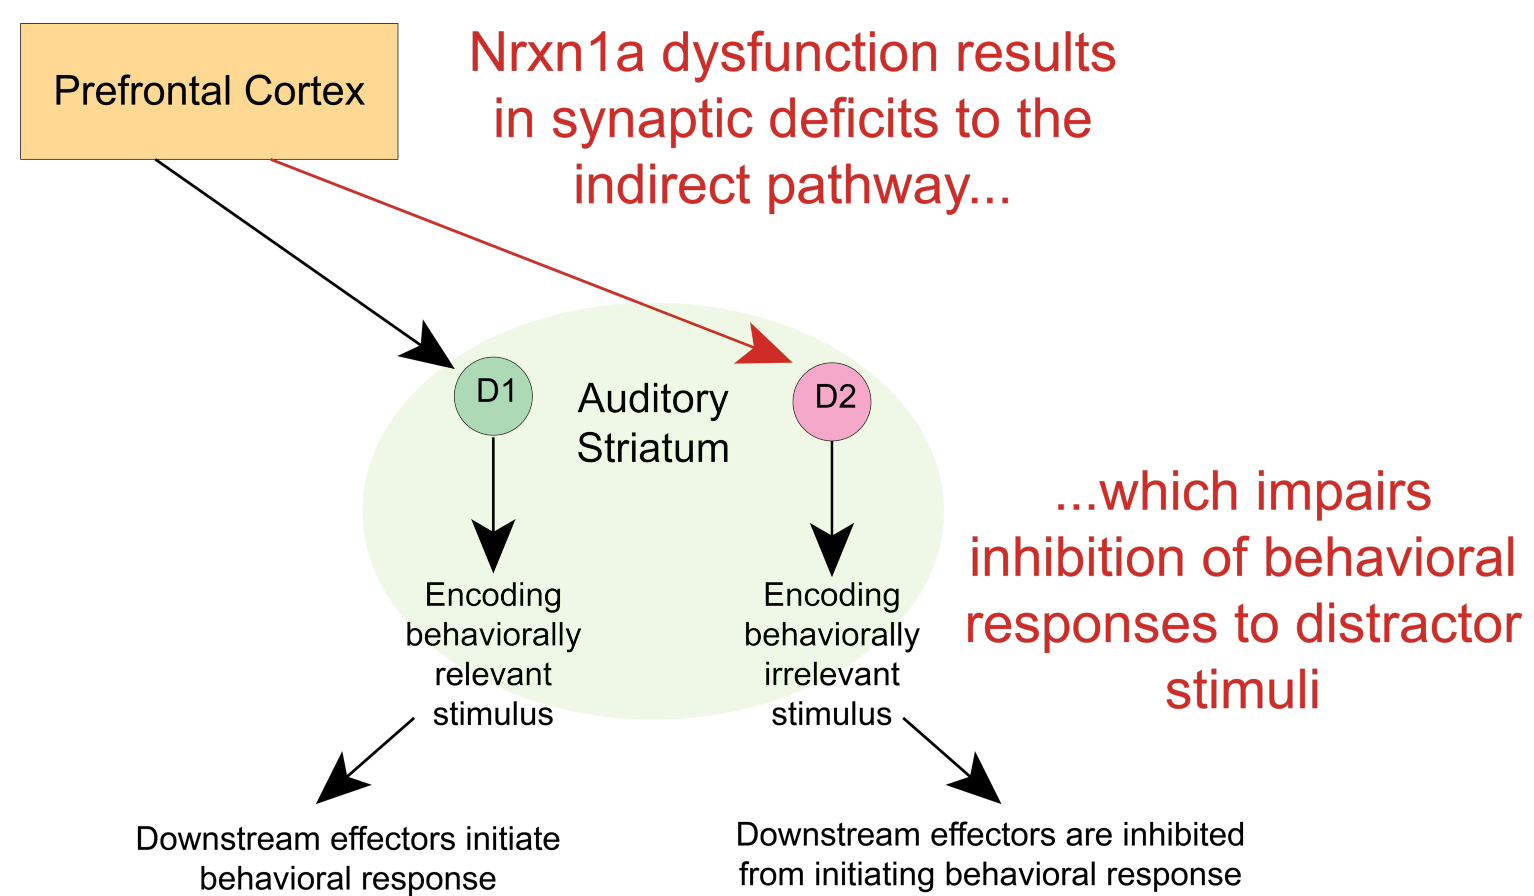 Prefrontal Cortex
Nrxn1a dysfunction results
in synaptic deficits to the
indirect pathway...
D1
Auditory
Striatum
D2
...which impairs
inhibition of behavioral
responses to distractor
stimuli
Encoding
behaviorally
relevant
stimulus
Encoding
behaviorally
irrelevant
stimulus
Downstream effectors initiate
behavioral response
Downstream effectors are inhibited
from initiating behavioral response